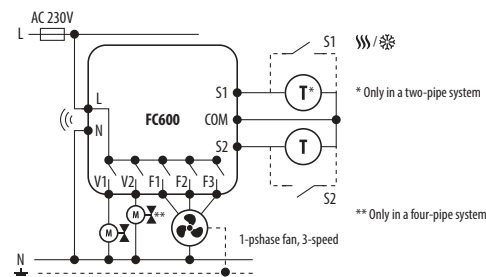 AC 230V
L
S1
L
S1
T*
* Only in a two-pipe system
N
FC600
COM
S2
T
V1 V2 F1 F2 F3
S2
M
**
** Only in a four-pipe system
M
1-pshase fan, 3-speed
N